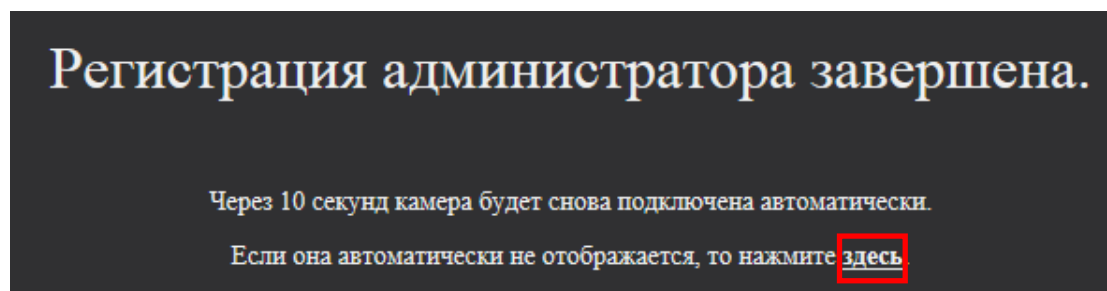 Регистрация администратора завершена.
Через 10 секунд камера будет снова подключена автоматически.
Если она автоматически не отображается, то нажмите здесь.